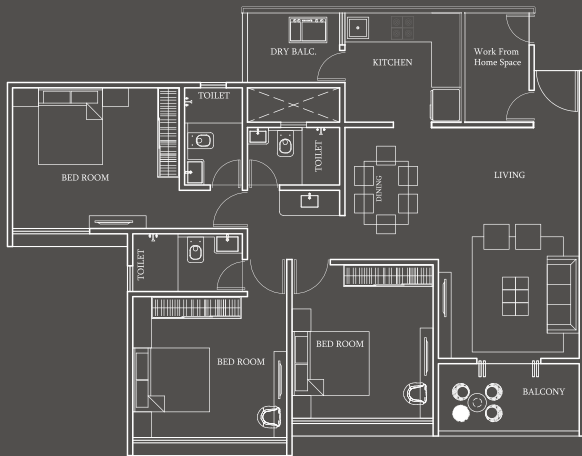 DRY BALC.
KITCHEN
Work From
Home Space
TOILET
TOILET
BED ROOM
DINING
LIVING
TOILET
BED ROOM
BED ROOM
BALCONY